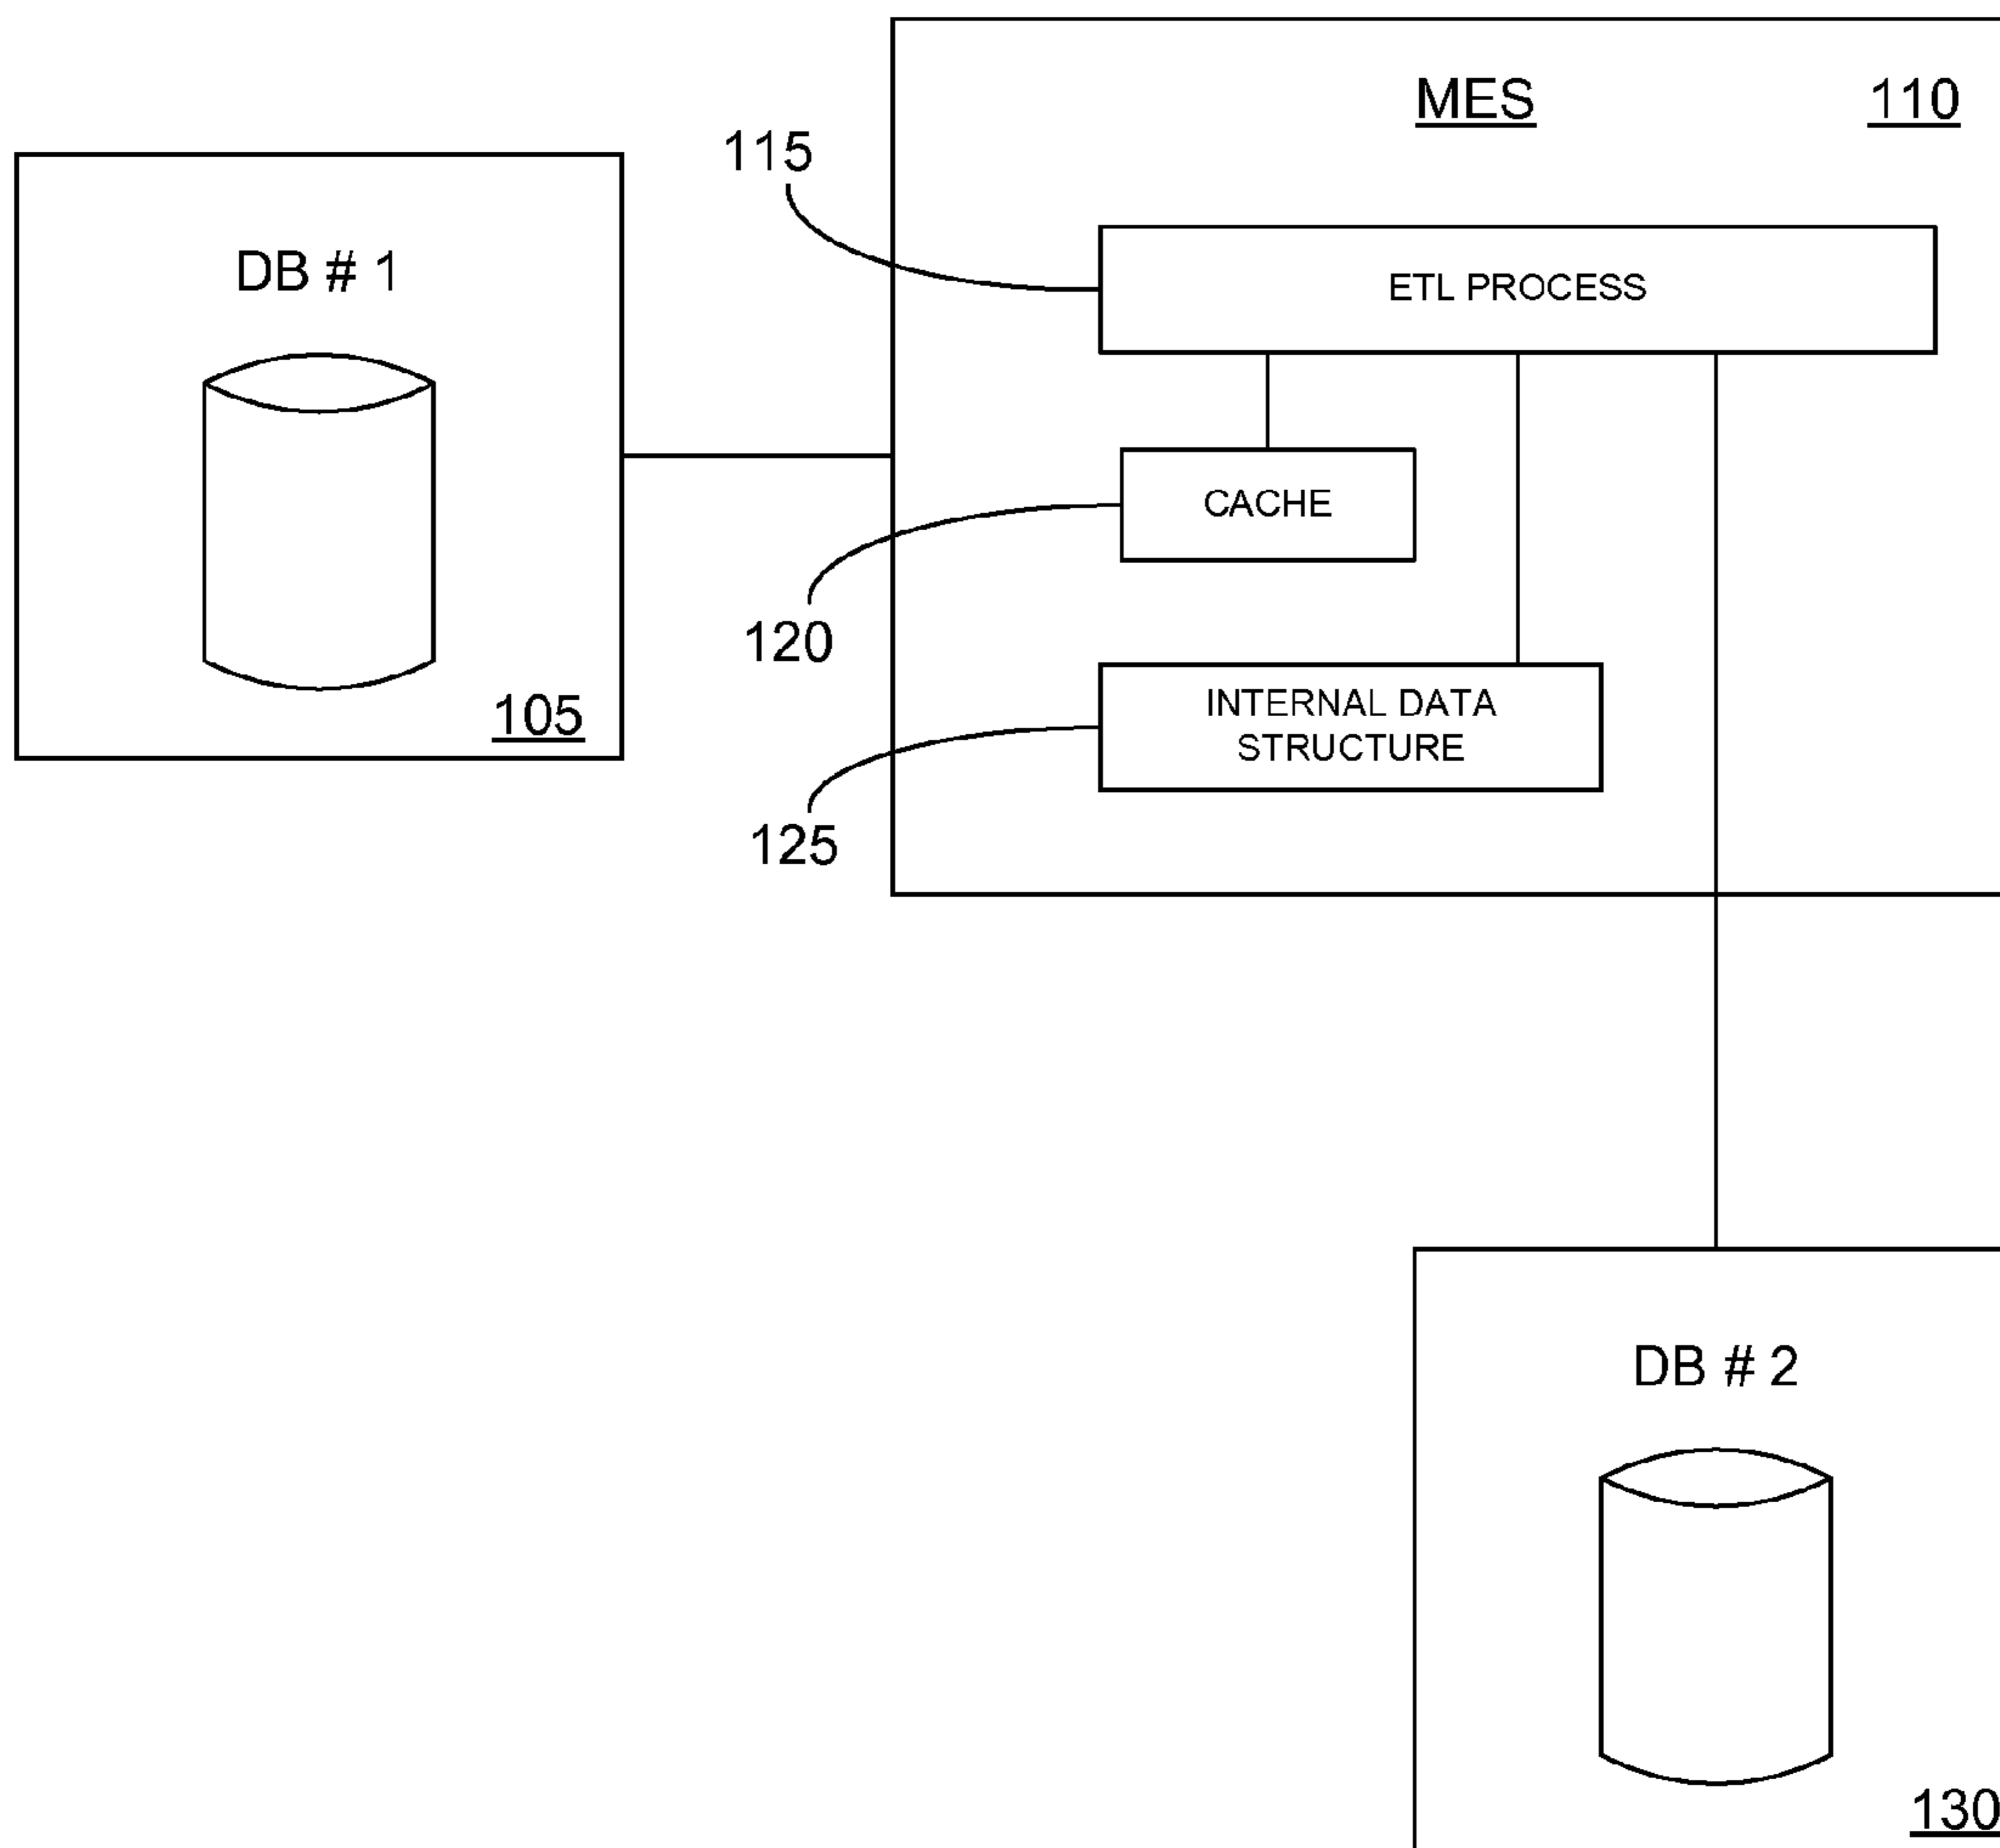 MES 110
115
DB # 1
ETL PROCESS
CACHE
120
105
INTERNAL DATA
STRUCTURE
125
DB # 2
130